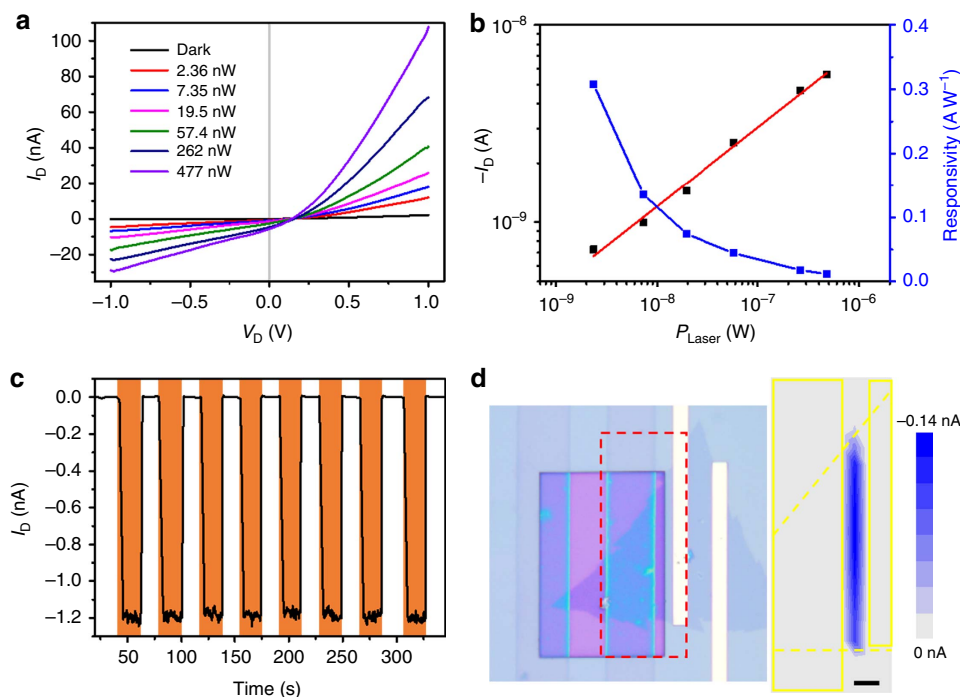 a
I_D (nA)
100
80
60
40
20
0
−20
Dark
2.36 nW
7.35 nW
19.5 nW
57.4 nW
262 nW
477 nW
−1.0 −0.5 0.0 0.5 1.0
V_D (V)
b
−I_D (A)
10⁻⁸
10⁻⁹
10⁻⁹ 10⁻⁸ 10⁻⁷ 10⁻⁶
P_Laser (W)
0.4
0.3
0.2
0.1
0.0
Responsivity (A W⁻¹)
c
I_D (nA)
0.0
−0.2
−0.4
−0.6
−0.8
−1.0
−1.2
50 100 150 200 250 300
Time (s)
d
−0.14 nA
0 nA